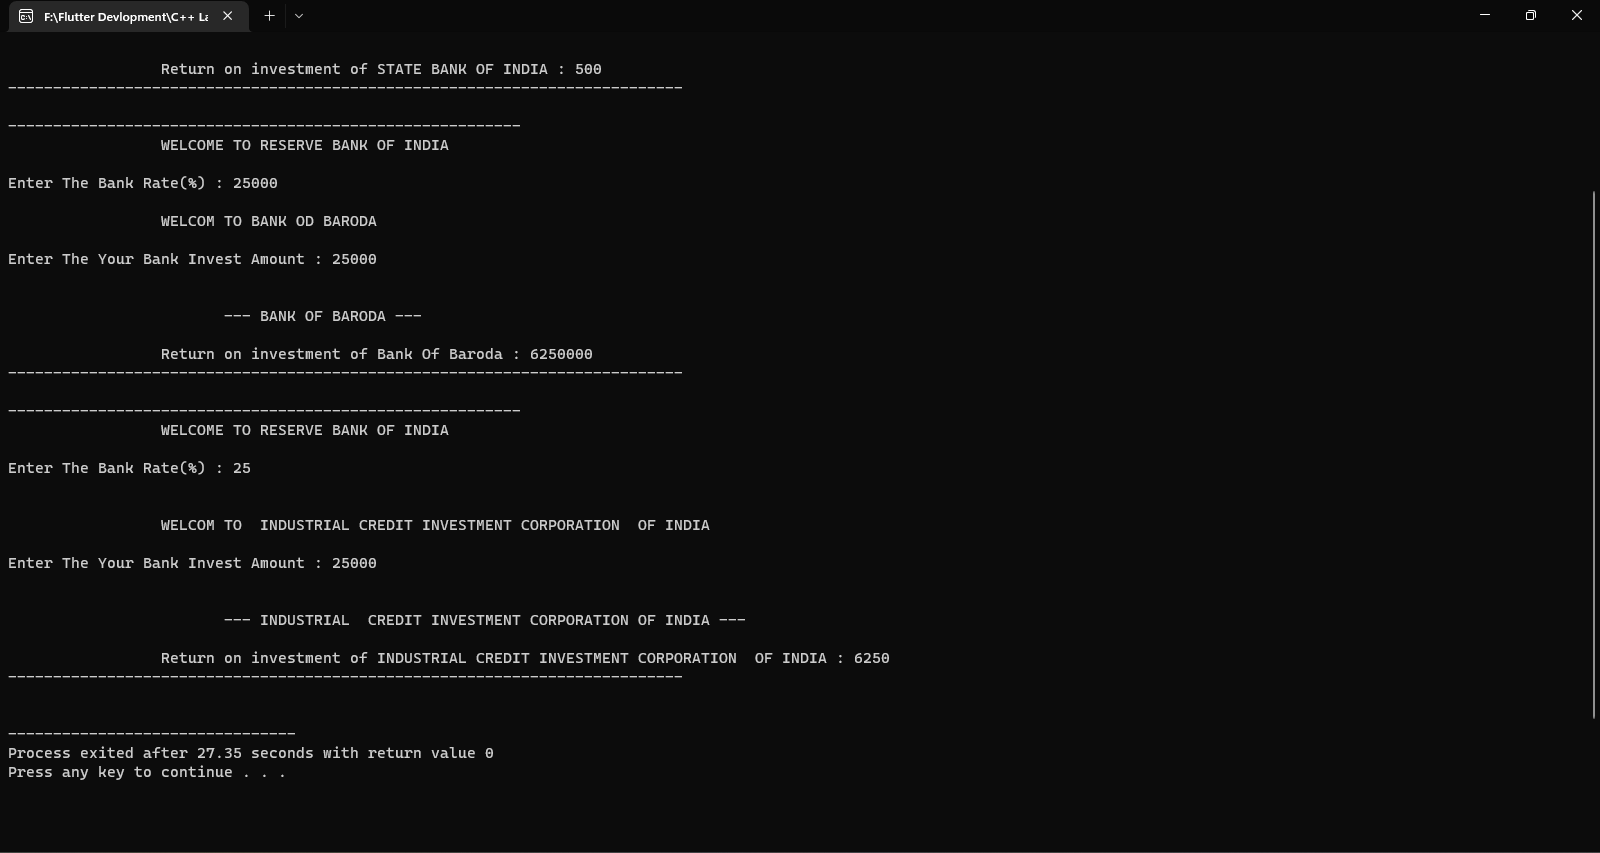 F:\Flutter Devlopment\C++ La
Return on investment of STATE BANK OF INDIA : 500
---------------------------------------------------------------------------
---------------------------------------------------------
WELCOME TO RESERVE BANK OF INDIA
Enter The Bank Rate(%) : 25000
WELCOM TO BANK OD BARODA
Enter The Your Bank Invest Amount : 25000
--- BANK OF BARODA ---
Return on investment of Bank Of Baroda : 6250000
---------------------------------------------------------------------------
---------------------------------------------------------
WELCOME TO RESERVE BANK OF INDIA
Enter The Bank Rate(%) : 25
WELCOM TO  INDUSTRIAL CREDIT INVESTMENT CORPORATION  OF INDIA
Enter The Your Bank Invest Amount : 25000
--- INDUSTRIAL  CREDIT INVESTMENT CORPORATION OF INDIA ---
Return on investment of INDUSTRIAL CREDIT INVESTMENT CORPORATION  OF INDIA : 6250
---------------------------------------------------------------------------
--------------------------------
Process exited after 27.35 seconds with return value 0
Press any key to continue . . .